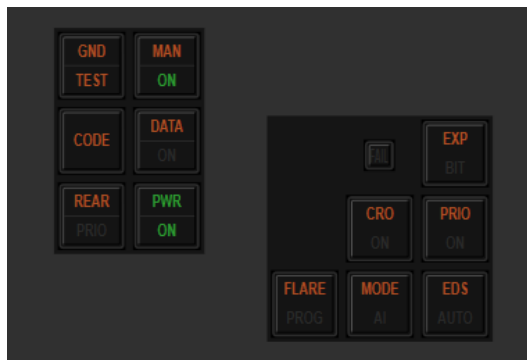 GND
TEST
MAN
ON
CODE
DATA
ON
REAR
PRIO
PWR
ON
FAIL
EXP
BIT
CRO
ON
PRIO
ON
FLARE
PROG
MODE
AI
EDS
AUTO